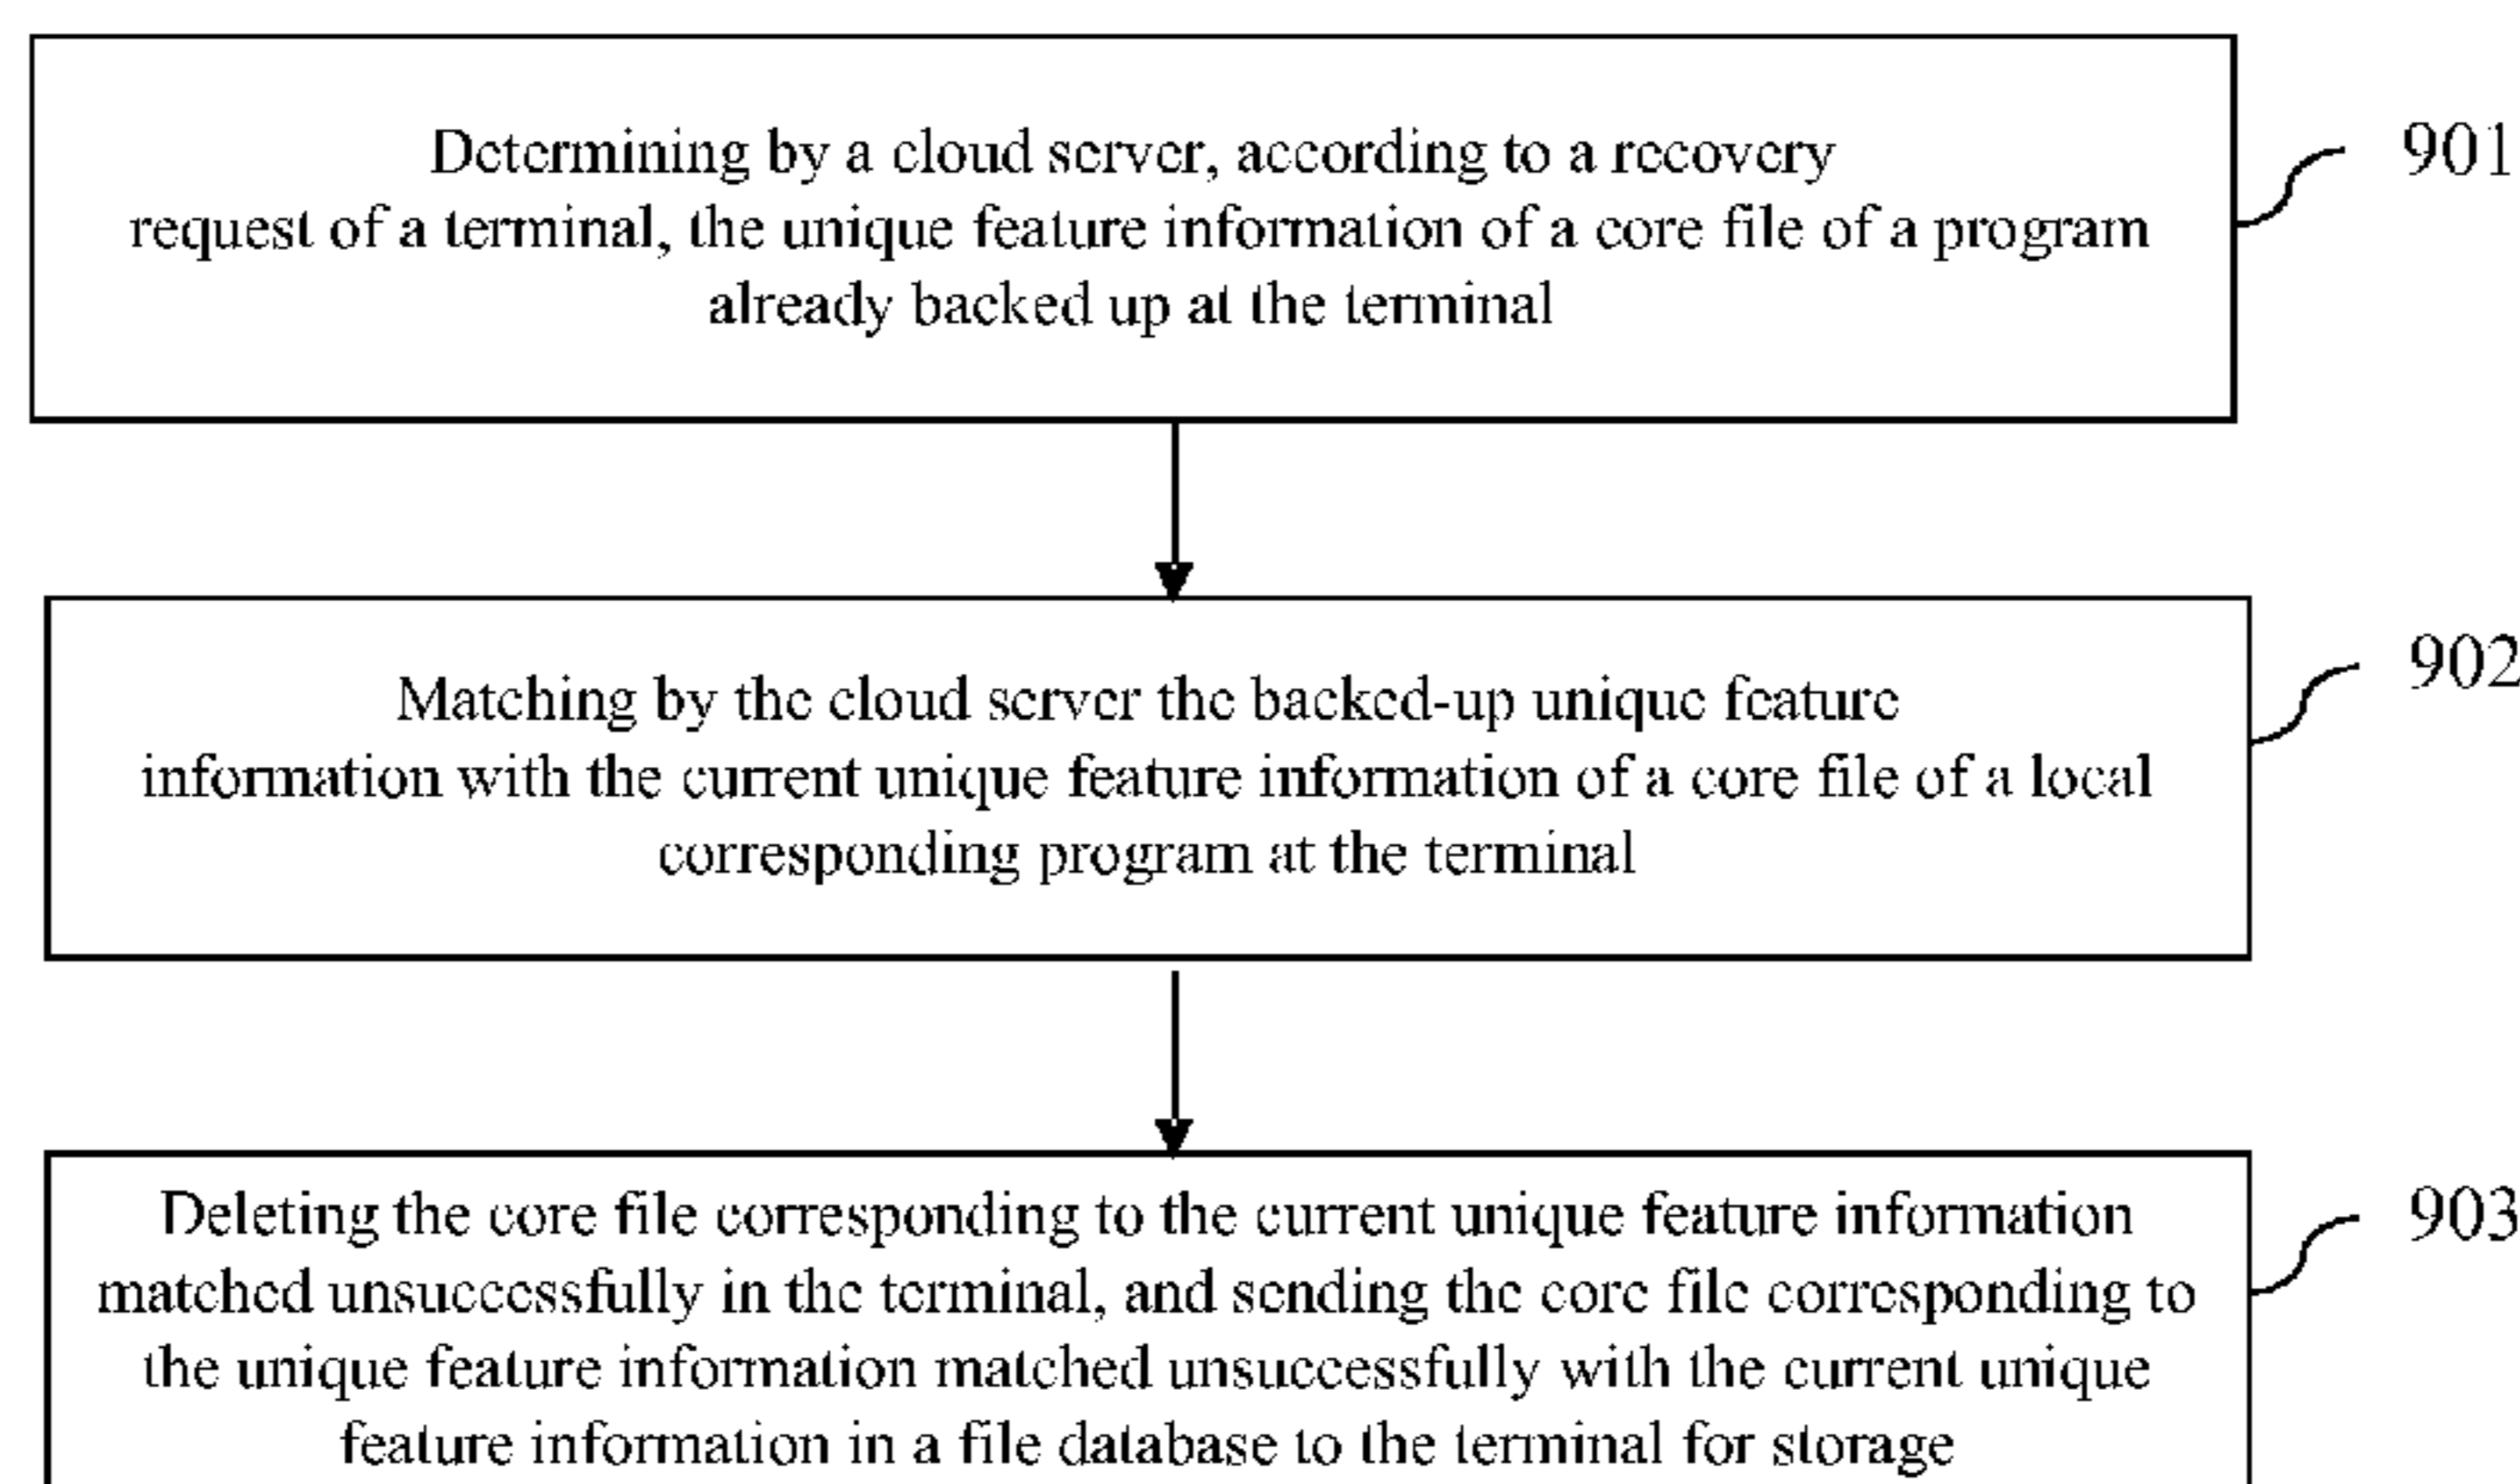 Determining by a cloud server, according to a recovery
request of a terminal, the unique feature information of a core file of a program
already backed up at the terminal
901
Matching by the cloud server the backed-up unique feature
information with the current unique feature information of a core file of a local
corresponding program at the terminal
902
Deleting the core file corresponding to the current unique feature information
matched unsuccessfully in the terminal, and sending the core file corresponding to
the unique feature information matched unsuccessfully with the current unique
feature information in a file database to the terminal for storage
903